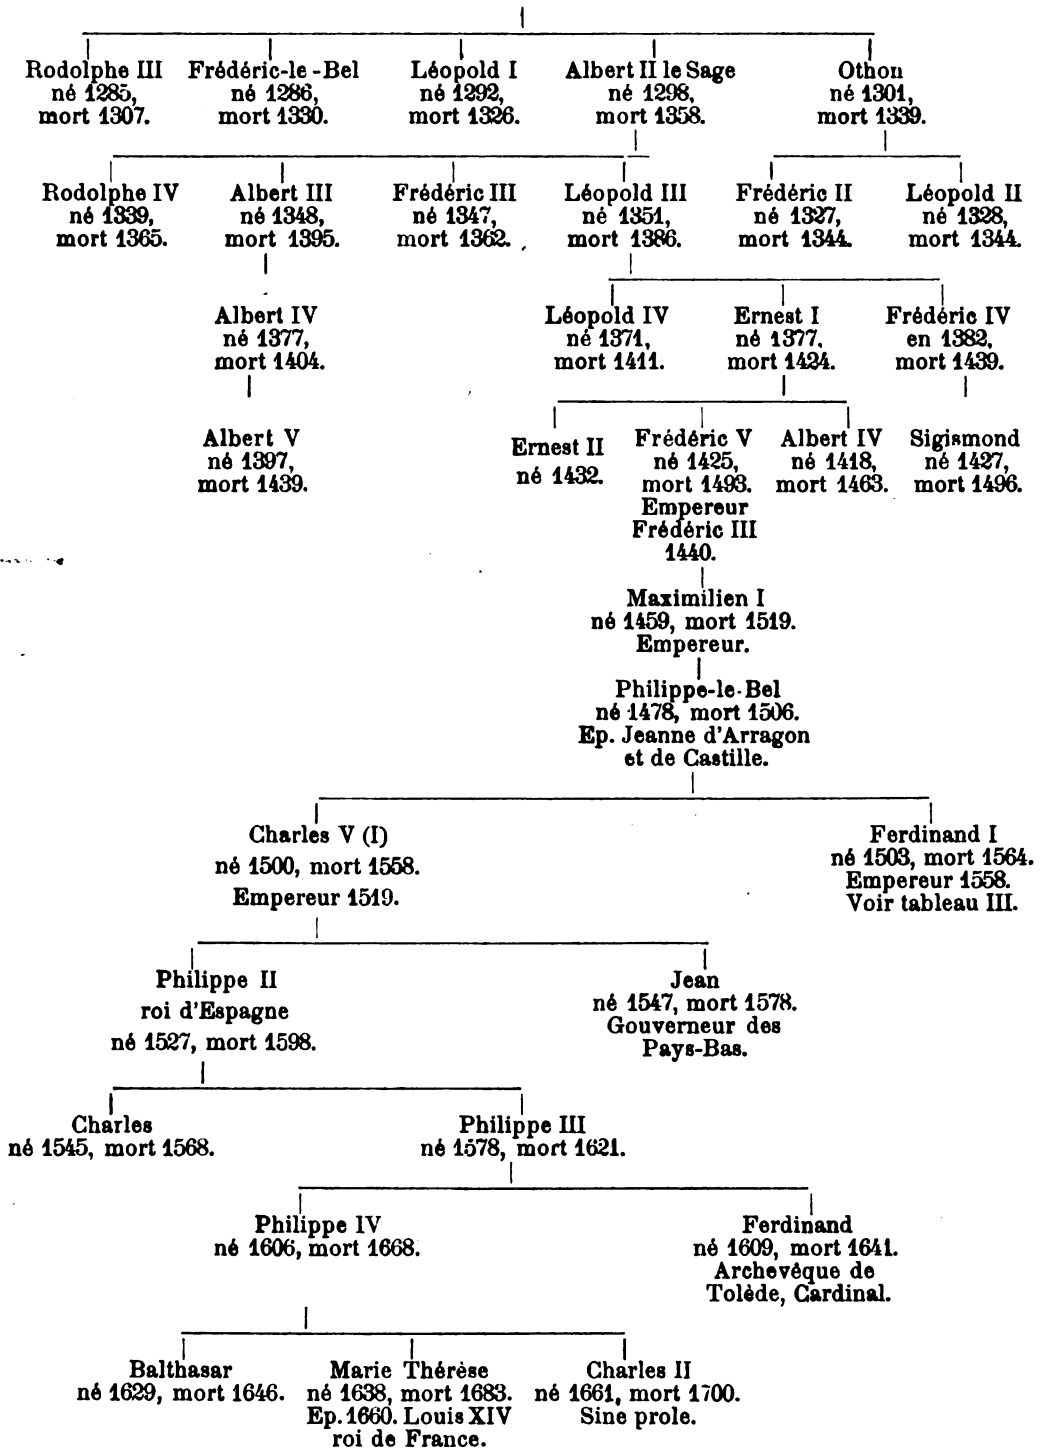 Rodolphe III
né 1285,
mort 1307.
Frédéric-le-Bel
né 1286,
mort 1330.
Léopold I
né 1292,
mort 1326.
Albert II le Sage
né 1298,
mort 1358.
Othon
né 1301,
mort 1339.
Rodolphe IV
né 1339,
mort 1365.
Albert III
né 1348,
mort 1395.
Frédéric III
né 1347,
mort 1362.
Léopold III
né 1351,
mort 1386.
Frédéric II
né 1327,
mort 1344.
Léopold II
né 1328,
mort 1344.
Albert IV
né 1377,
mort 1404.
Léopold IV
né 1371,
mort 1411.
Ernest I
né 1377,
mort 1424.
Frédéric IV
en 1382,
mort 1439.
Albert V
né 1397,
mort 1439.
Ernest II
né 1432.
Frédéric V
né 1425,
mort 1493.
Empereur
Frédéric III
1440.
Albert IV
né 1418,
mort 1463.
Sigismond
né 1427,
mort 1496.
Maximilien I
né 1459, mort 1519.
Empereur.
Philippe-le-Bel
né 1478, mort 1506.
Ep. Jeanne d'Arragon
et de Castille.
Charles V (I)
né 1500, mort 1558.
Empereur 1519.
Ferdinand I
né 1503, mort 1564.
Empereur 1558.
Voir tableau III.
Philippe II
roi d'Espagne
né 1527, mort 1598.
Jean
né 1547, mort 1578.
Gouverneur des
Pays-Bas.
Charles
né 1545, mort 1568.
Philippe III
né 1578, mort 1621.
Philippe IV
né 1606, mort 1668.
Ferdinand
né 1609, mort 1641.
Archevêque de
Tolède, Cardinal.
Balthasar
né 1629, mort 1646.
Marie Thérèse
né 1638, mort 1683.
Ep. 1660. Louis XIV
roi de France.
Charles II
né 1661, mort 1700.
Sine prole.